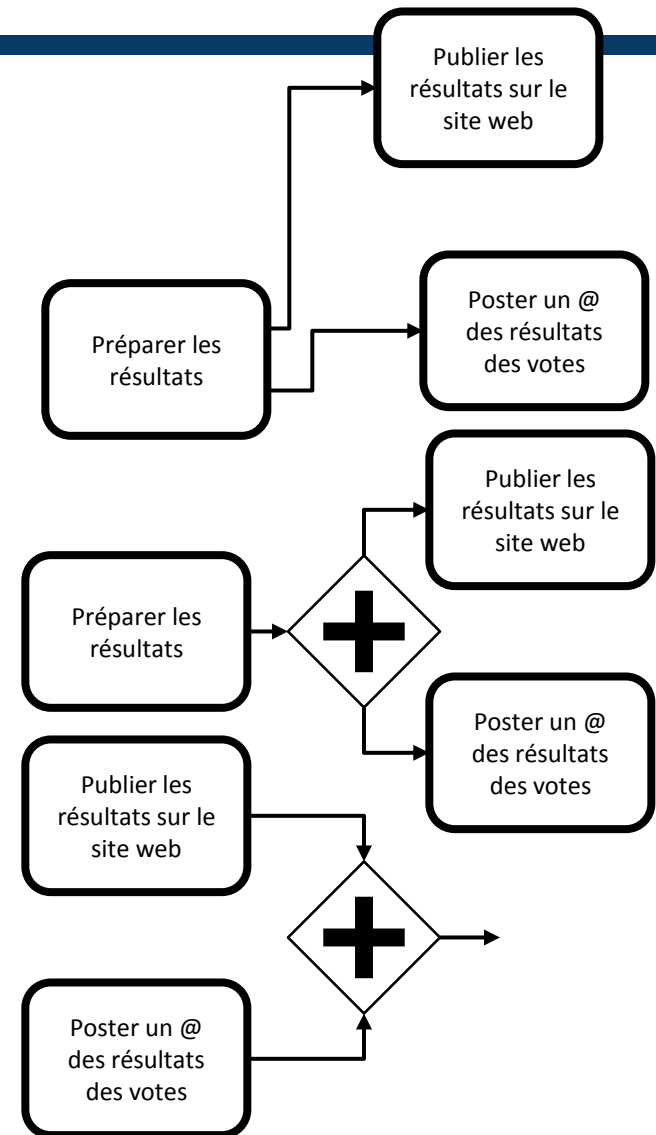 Publier les
résultats sur le
site web
Préparer les
résultats
Poster un @
des résultats
des votes
Publier les
résultats sur le
site web
Préparer les
résultats
Poster un @
des résultats
des votes
Publier les
résultats sur le
site web
Poster un @
des résultats
des votes